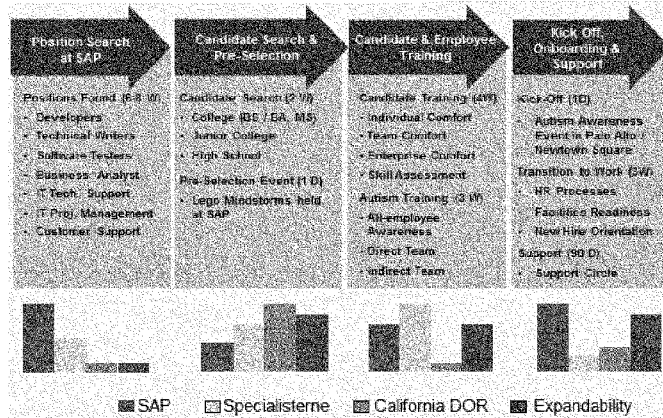 Position Search
at SAP
Candidate Search &
Pre-Selection
Candidate & Employee
Training
Kick Off,
Onboarding &
Support
Positions Found (6-8 W)
• Developers
• Technical Writers
• Software Testers
• Business Analyst
• IT Tech. Support
• IT Proj. Management
• Customer Support
Candidate Search (2 W)
• College (BS / BA, MS)
• Junior College
• High School
Pre-Selection Event (1 D)
• Lego Mindstorms held
at SAP
Candidate Training (4W)
• Individual Comfort
• Team Comfort
• Enterprise Comfort
• Skill Assessment
Autism Training (3 W)
• All-employee
Awareness
• Direct Team
• Indirect Team
Kick-Off (1D)
• Autism Awareness
Event in Palo Alto /
Newtown Square
Transition to Work (3W)
• HR Processes
• Facilities Readiness
• New Hire Orientation
Support (90 D)
• Support Circle
SAP Specialisterne California DOR Expandability